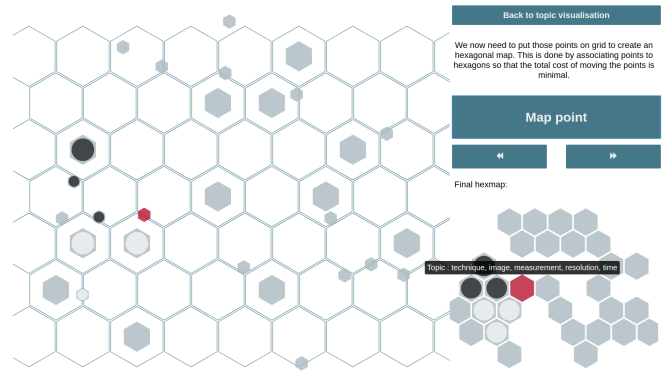 Back to topic visualisation
We now need to put those points on grid to create an
hexagonal map. This is done by associating points to
hexagons so that the total cost of moving the points is
minimal.
Map point
Final hexmap:
Topic : technique, image, measurement, resolution, time